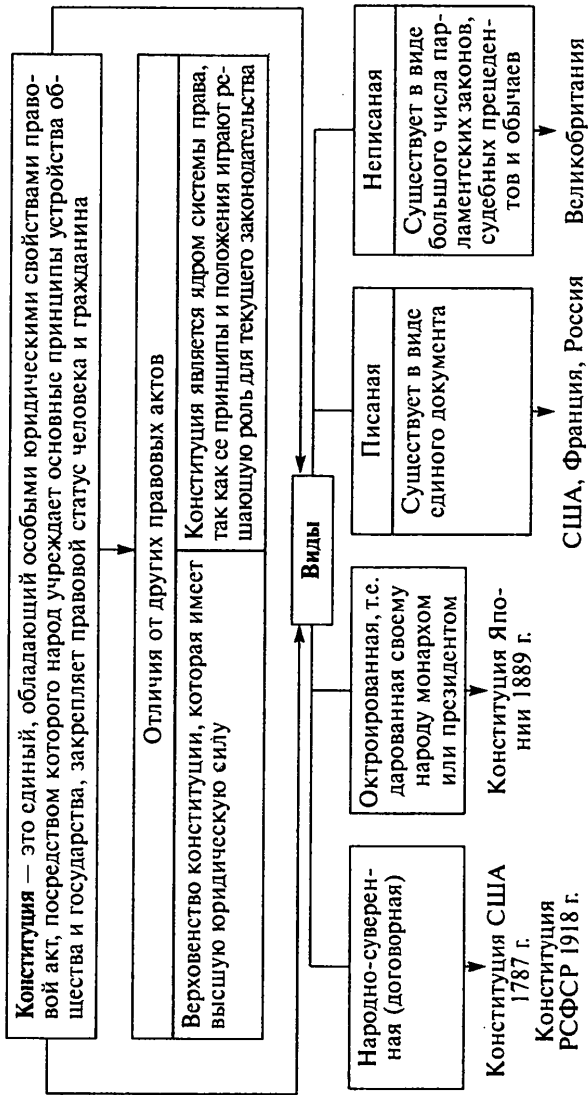 Конституция — это единый, обладающий особыми юридическими свойствами право-
вой акт, посредством которого народ учреждает основные принципы устройства об-
щества и государства, закрепляет правовой статус человека и гражданина
Отличия от других правовых актов
Верховенство конституции, которая имеет
высшую юридическую силу
Конституция является ядром системы права,
так как ее принципы и положения играют ре-
шающую роль для текущего законодательства
Виды
Народно-суверен-
ная (договорная)
Конституция США
1787 г.
Конституция
РСФСР 1918 г.
Октроированная, т.е.
дарованная своему
народу монархом
или президентом
Конституция Япо-
нии 1889 г.
Писаная
Существует в виде
единого документа
США, Франция, Россия
Неписаная
Существует в виде
большого числа пар-
ламентских законов,
судебных прецеден-
тов и обычаев
Великобритания